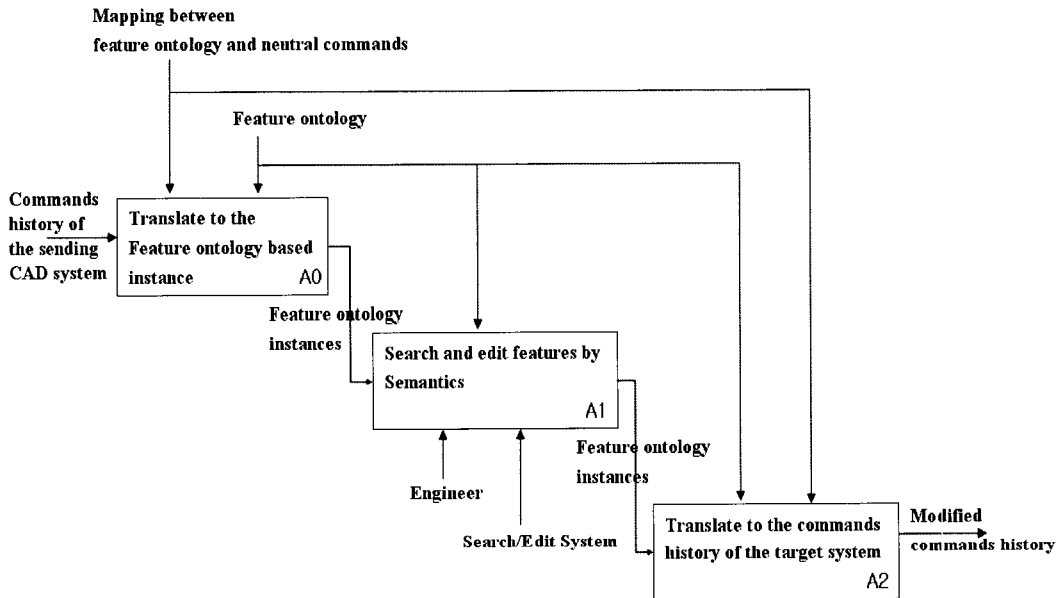 Mapping between
feature ontology and neutral commands
Feature ontology
Commands
history of
the sending
CAD system
Translate to the
Feature ontology based
instance
A0
Feature ontology
instances
Search and edit features by
Semantics
A1
Engineer
Search/Edit System
Feature ontology
instances
Translate to the commands
history of the target system
A2
Modified
commands history